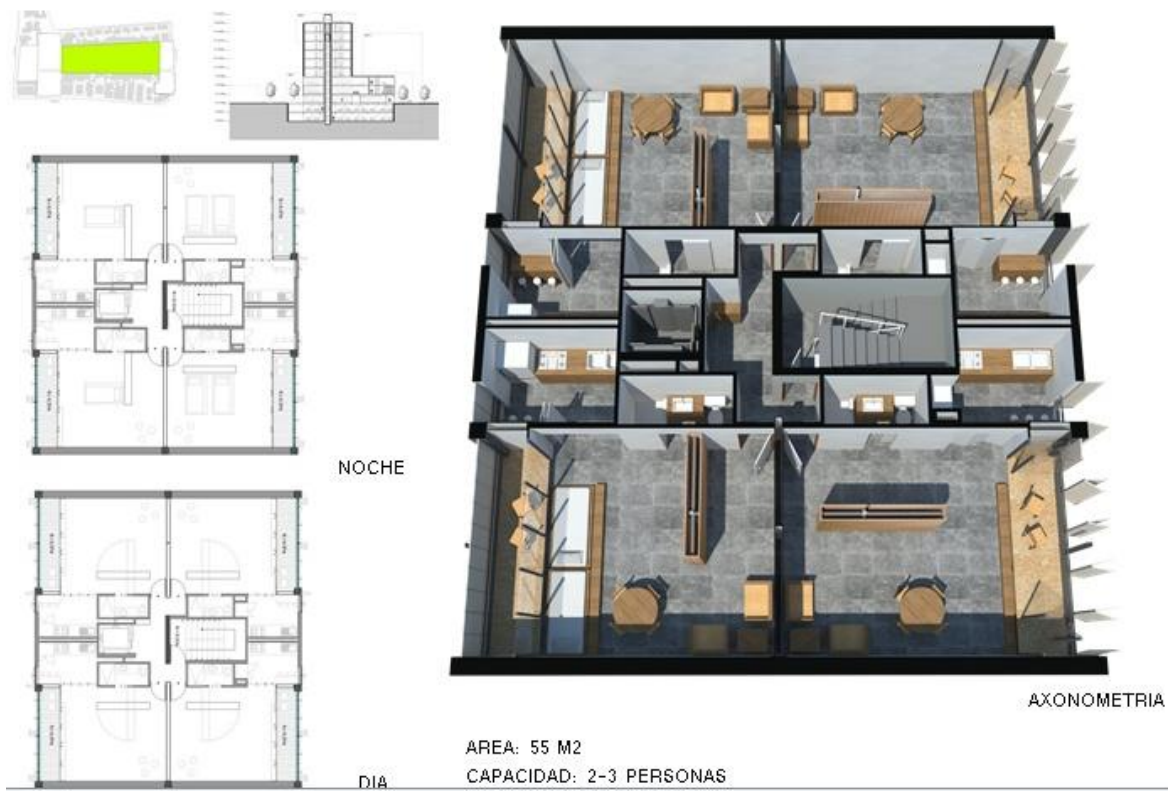 NOCHE
AXONOMETRIA
AREA: 55 M2
CAPACIDAD: 2-3 PERSONAS
DIA